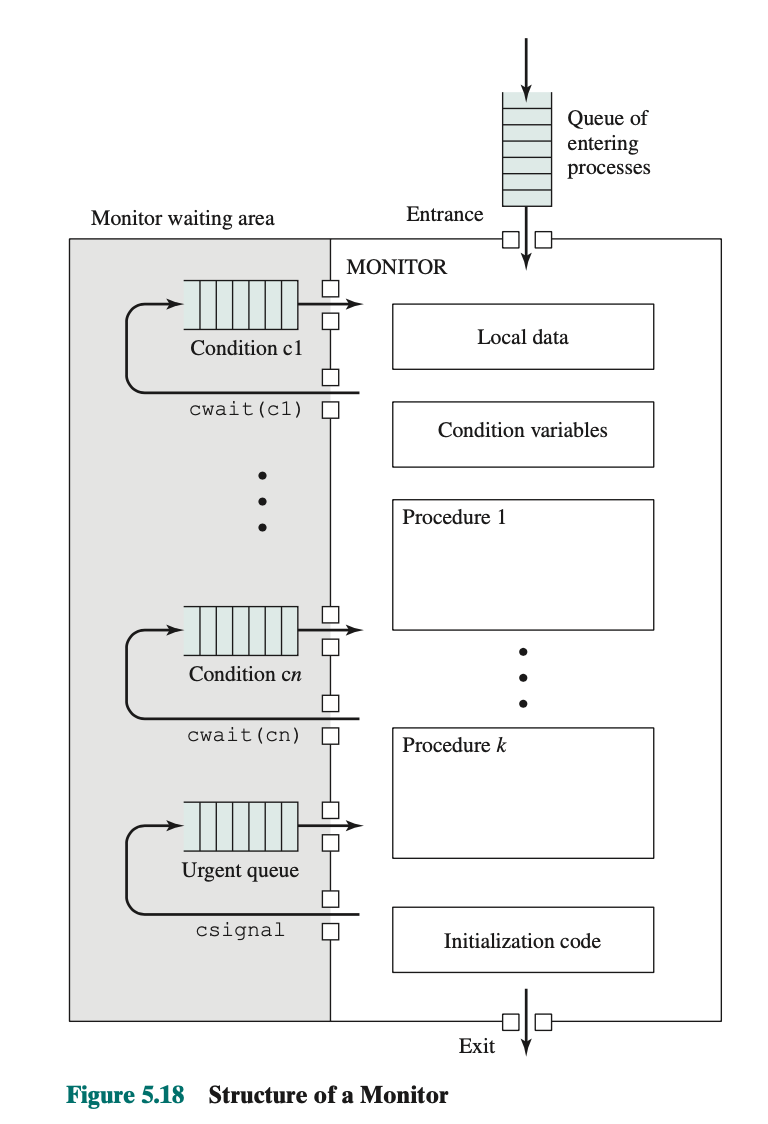 Queue of
entering
processes
Entrance
Monitor waiting area
MONITOR
Condition c1
cwait(c1)
Local data
Condition variables
Procedure 1
Condition cn
cwait(cn)
Procedure k
Urgent queue
csignal
Initialization code
Exit
Figure 5.18 Structure of a Monitor